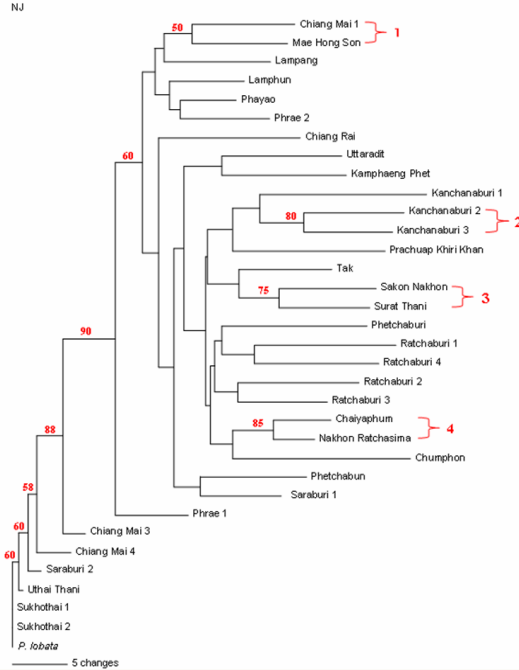 NJ
50
Chiang Mai 1
1
Mae Hong Son
Lampang
Lamphun
Phayao
Phrae 2
Chiang Rai
60
Uttaradit
Kamphaeng Phet
Kanchanaburi 1
80
Kanchanaburi 2
2
Kanchanaburi 3
Prachuap Khiri Khan
Tak
75
Sakon Nakhon
3
Surat Thani
Phetchaburi
90
Ratchaburi 1
Ratchaburi 4
Ratchaburi 2
Ratchaburi 3
85
Chaiyaphum
4
88
Nakhon Ratchasima
Chumphon
Phetchabun
58
Saraburi 1
Phrae 1
60
Chiang Mai 3
Chiang Mai 4
60
Saraburi 2
Uthai Thani
Sukhothai 1
Sukhothai 2
P. lobata
5 changes